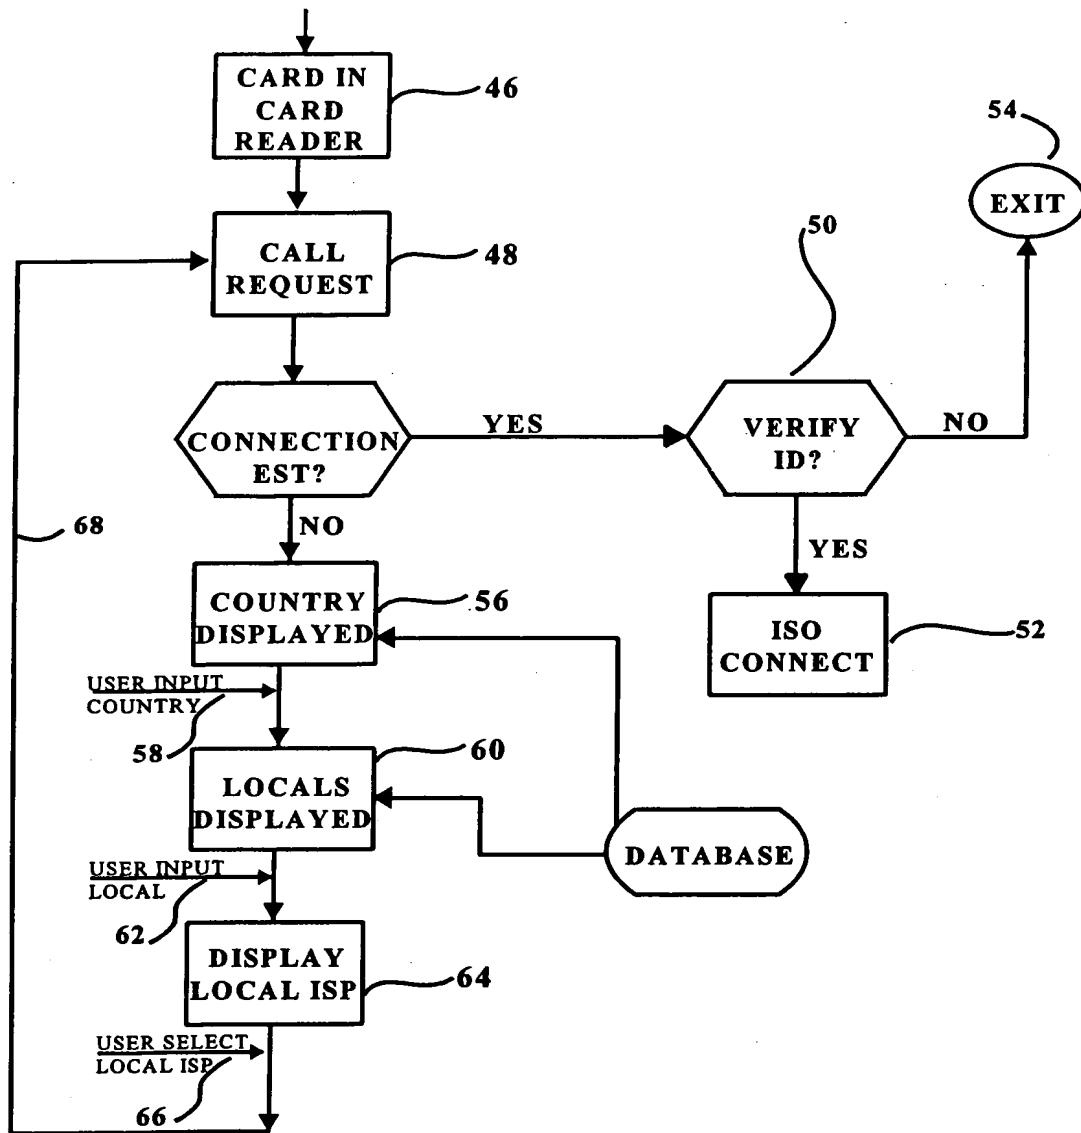 CARD IN
CARD
READER
46
54
EXIT
CALL
REQUEST
48
50
CONNECTION
EST?
YES
VERIFY
ID?
NO
68
NO
YES
COUNTRY
DISPLAYED
56
ISO
CONNECT
52
USER INPUT
COUNTRY
58
60
LOCALS
DISPLAYED
DATABASE
USER INPUT
LOCAL
62
DISPLAY
LOCAL ISP
64
USER SELECT
LOCAL ISP
66